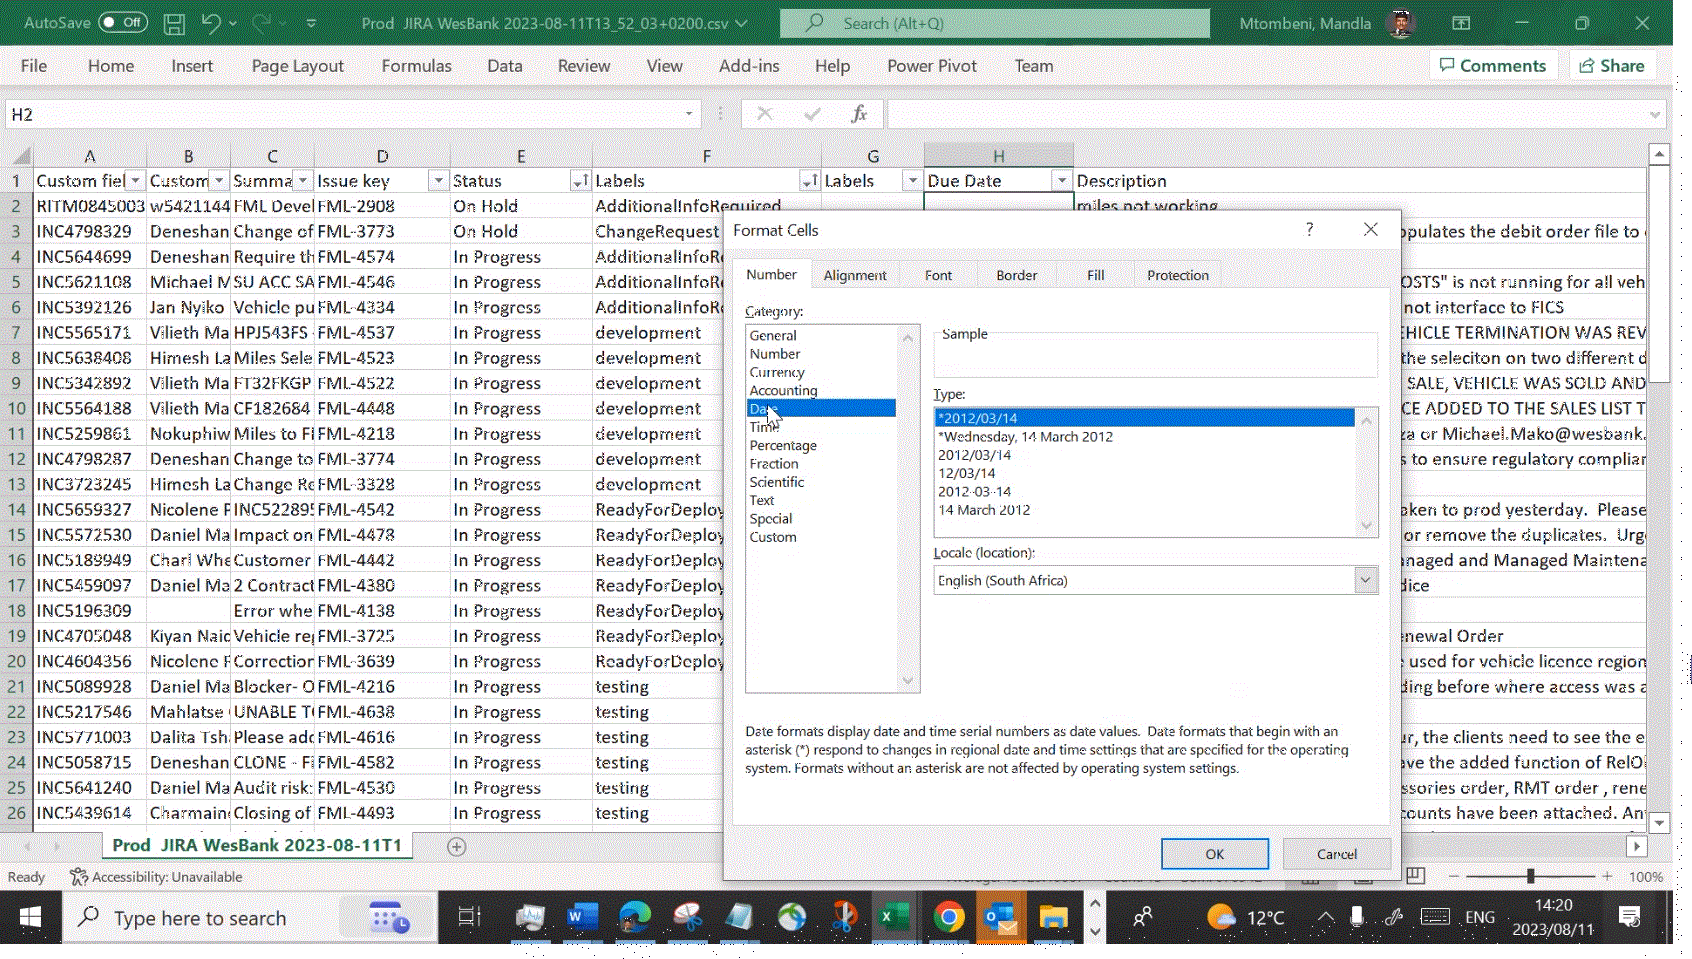 AutoSave Off Prod JIRA WesBank 2023-08-11T13_52_03+0200.csv Search (Alt+Q) Mtombeni, Mandla
File Home Insert Page Layout Formulas Data Review View Add-ins Help Power Pivot Team Comments Share
H2 fx
A B C D E F G H
1 Custom fiel Custom Summa Issue key Status Labels Labels Due Date Description
2 RITM0845003 w5421144 FML Devel FML-2908 On Hold AdditionalInfoRequired miles not working
3 INC4798329 Deneshan Change of FML-3773 On Hold ChangeRequest opulates the debit order file to
4 INC5644699 Deneshan Require th FML-4574 In Progress AdditionalInfoR
5 INC5621108 Michael M SU ACC SA FML-4546 In Progress AdditionalInfoR OSTS" is not running for all veh
6 INC5392126 Jan Nyiko Vehicle pu FML-4334 In Progress AdditionalInfoR not interface to FICS
7 INC5565171 Vilieth Ma HPJ543FS FML-4537 In Progress development EHICLE TERMINATION WAS REV
8 INC5638408 Himesh La Miles Sele FML-4523 In Progress development the seleciton on two different d
9 INC5342892 Vilieth Ma FT32FKGP FML-4522 In Progress development SALE, VEHICLE WAS SOLD AND
10 INC5564188 Vilieth Ma CF182684 FML-4448 In Progress development CE ADDED TO THE SALES LIST T
11 INC5259861 Nokuphiw Miles to Fi FML-4218 In Progress development za or Michael.Mako@wesbank.
12 INC4798287 Deneshan Change to FML-3774 In Progress development s to ensure regulatory complian
13 INC3723245 Himesh La Change Re FML-3328 In Progress development
14 INC5659327 Nicolene F INC522895 FML-4542 In Progress ReadyForDeploy aken to prod yesterday. Please
15 INC5572530 Daniel Ma Impact on FML-4478 In Progress ReadyForDeploy or remove the duplicates. Urg
16 INC5189949 Charl Whe Customer FML-4442 In Progress ReadyForDeploy anaged and Managed Maintena
17 INC5459097 Daniel Ma 2 Contract FML-4380 In Progress ReadyForDeploy dice
18 INC5196309 Error whe FML-4138 In Progress ReadyForDeploy
19 INC4705048 Kiyan Naid Vehicle reg FML-3725 In Progress ReadyForDeploy enewal Order
20 INC4604356 Nicolene F Correction FML-3639 In Progress ReadyForDeploy used for vehicle licence region
21 INC5089928 Daniel Ma Blocker- O FML-4216 In Progress testing ding before where access was a
22 INC5217546 Mahlatse UNABLE TO FML-4638 In Progress testing
23 INC5771003 Dalita Tsh Please add FML-4616 In Progress testing ur, the clients need to see the e
24 INC5058715 Deneshan CLONE - F FML-4582 In Progress testing ave the added function of RelO
25 INC5641240 Daniel Ma Audit risk: FML-4530 In Progress testing ssories order, RMT order , rene
26 INC5439614 Charmain Closing of FML-4493 In Progress testing counts have been attached. An
Format Cells ?
Number Alignment Font Border Fill Protection
Category:
General
Number
Currency
Accounting
Date
Time
Percentage
Fraction
Scientific
Text
Special
Custom
Sample
Type:
*2012/03/14
*Wednesday, 14 March 2012
2012/03/14
12/03/14
2012-03-14
14 March 2012
Locale (location):
English (South Africa)
Date formats display date and time serial numbers as date values. Date formats that begin with an
asterisk (*) respond to changes in regional date and time settings that are specified for the operating
system. Formats without an asterisk are not affected by operating system settings.
OK Cancel
Prod JIRA WesBank 2023-08-11T1
Ready Accessibility: Unavailable 100%
Type here to search 12°C ENG 14:20
2023/08/11